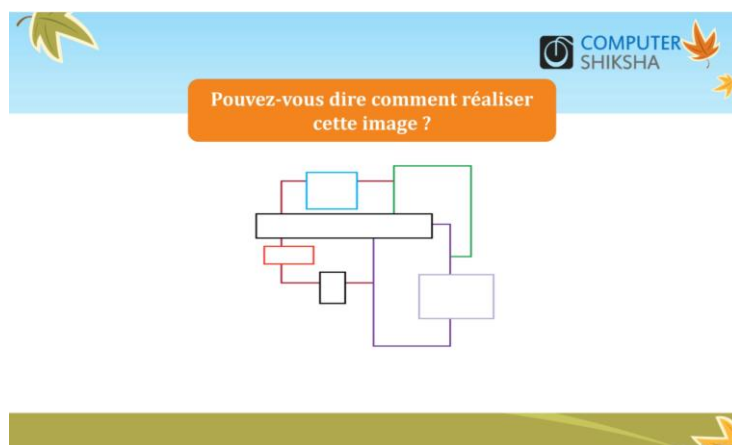 COMPUTER
SHIKSHA
Pouvez-vous dire comment réaliser
cette image ?